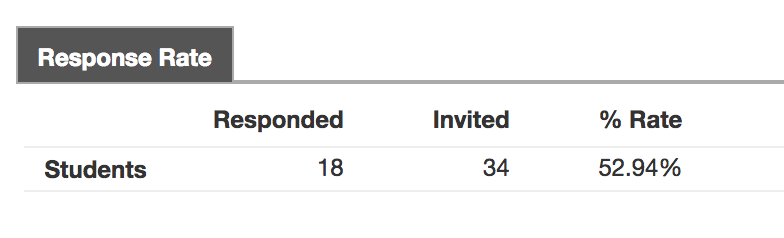 Response Rate
Responded Invited % Rate
Students 18 34 52.94%